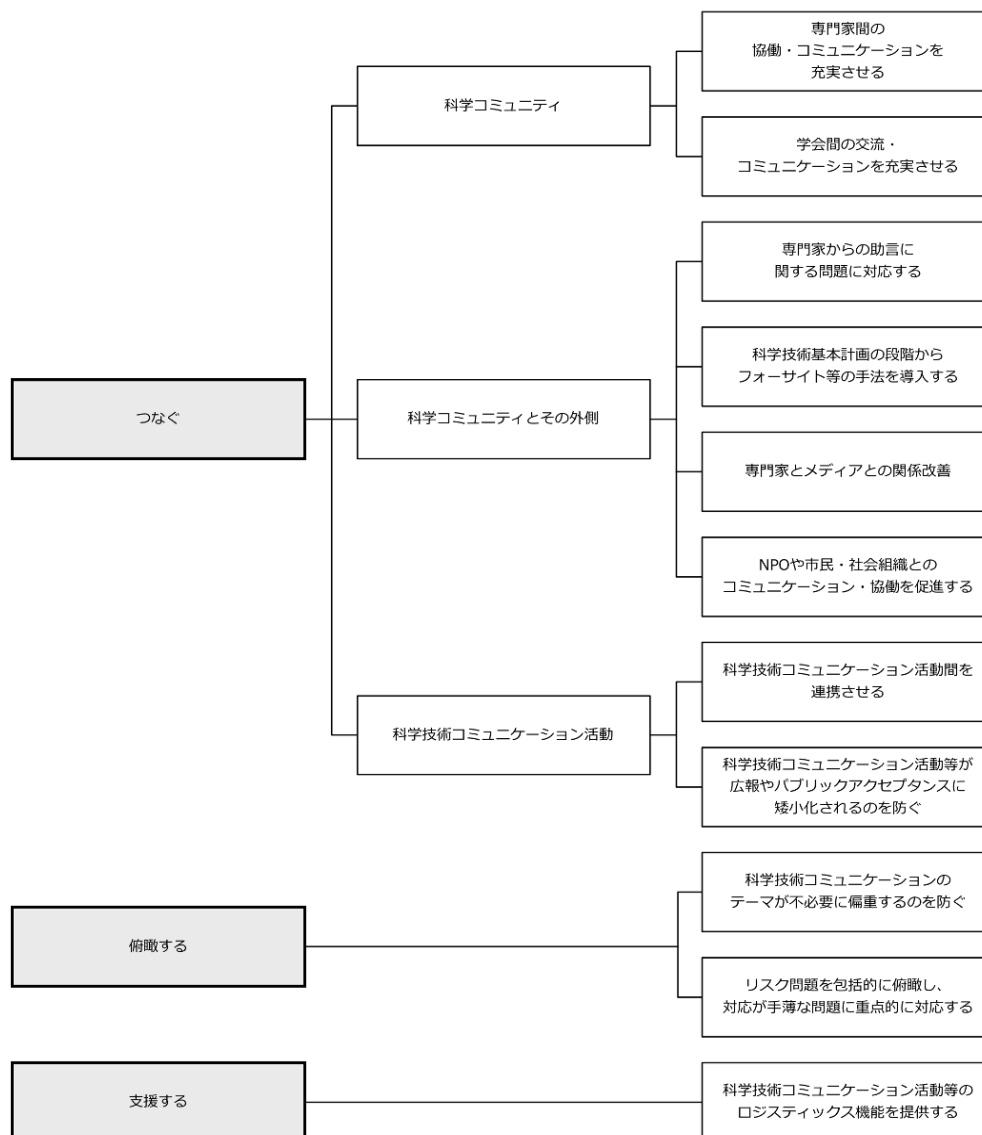 専門家間の
協働・コミュニケーションを
充実させる
科学コミュニティ
学会間の交流・
コミュニケーションを充実させる
専門家からの助言に
関する問題に対応する
科学技術基本計画の段階から
フォーサイト等の手法を導入する
つなぐ
科学コミュニティとその外側
専門家とメディアとの関係改善
NPOや市民・社会組織との
コミュニケーション・協働を促進する
科学技術コミュニケーション活動間を
連携させる
科学技術コミュニケーション活動
科学技術コミュニケーション活動等が
広報やパブリックアクセプタンスに
矮小化されるのを防ぐ
科学技術コミュニケーションの
テーマが不必要に偏重するのを防ぐ
俯瞰する
リスク問題を包括的に俯瞰し、
対応が手薄な問題に重点的に対応する
支援する
科学技術コミュニケーション活動等の
ロジスティックス機能を提供する